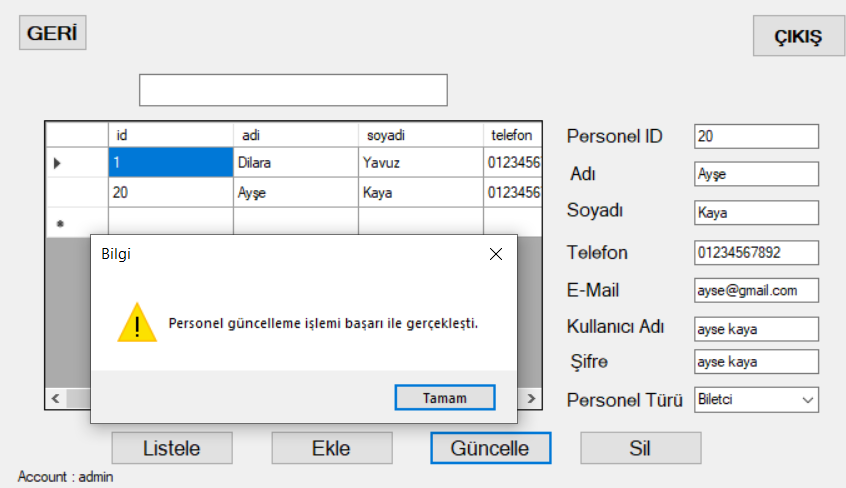 GERİ
ÇIKIŞ
id adi soyadi telefon
1 Dilara Yavuz 01234567
20 Ayşe Kaya 0123456
Personel ID 20
Adı Ayşe
Soyadı Kaya
Telefon 01234567892
E-Mail ayse@gmail.com
Kullanıcı Adı ayse kaya
Şifre ayse kaya
Personel Türü Biletci
Bilgi
Personel güncelleme işlemi başarı ile gerçekleşti.
Tamam
Listele Ekle Güncelle Sil
Account : admin